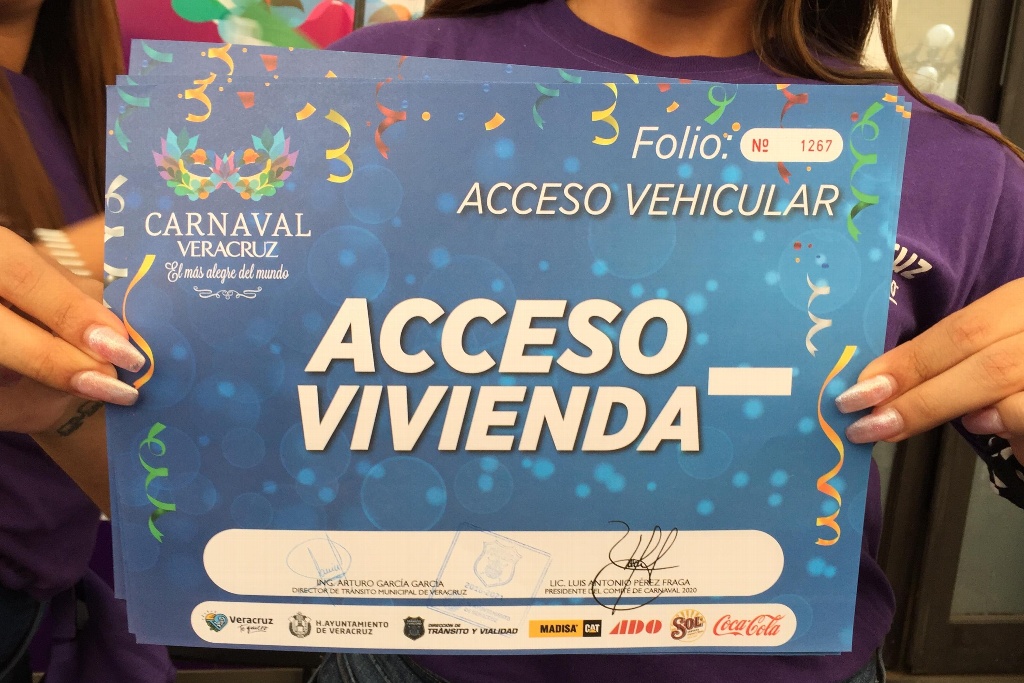 CARNAVAL
VERACRUZ
El más alegre del mundo
Folio: Nº 1267
ACCESO VEHICULAR
ACCESO
VIVIENDA
ING. ARTURO GARCÍA GARCÍA
DIRECTOR DE TRÁNSITO MUNICIPAL DE VERACRUZ
LIC. LUIS ANTONIO PÉREZ FRAGA
PRESIDENTE DEL COMITÉ DE CARNAVAL 2020
Veracruz
H. AYUNTAMIENTO
DE VERACRUZ
DIRECCIÓN DE
TRÁNSITO Y VIALIDAD
MADISA CAT
ADO
SOL
Coca-Cola